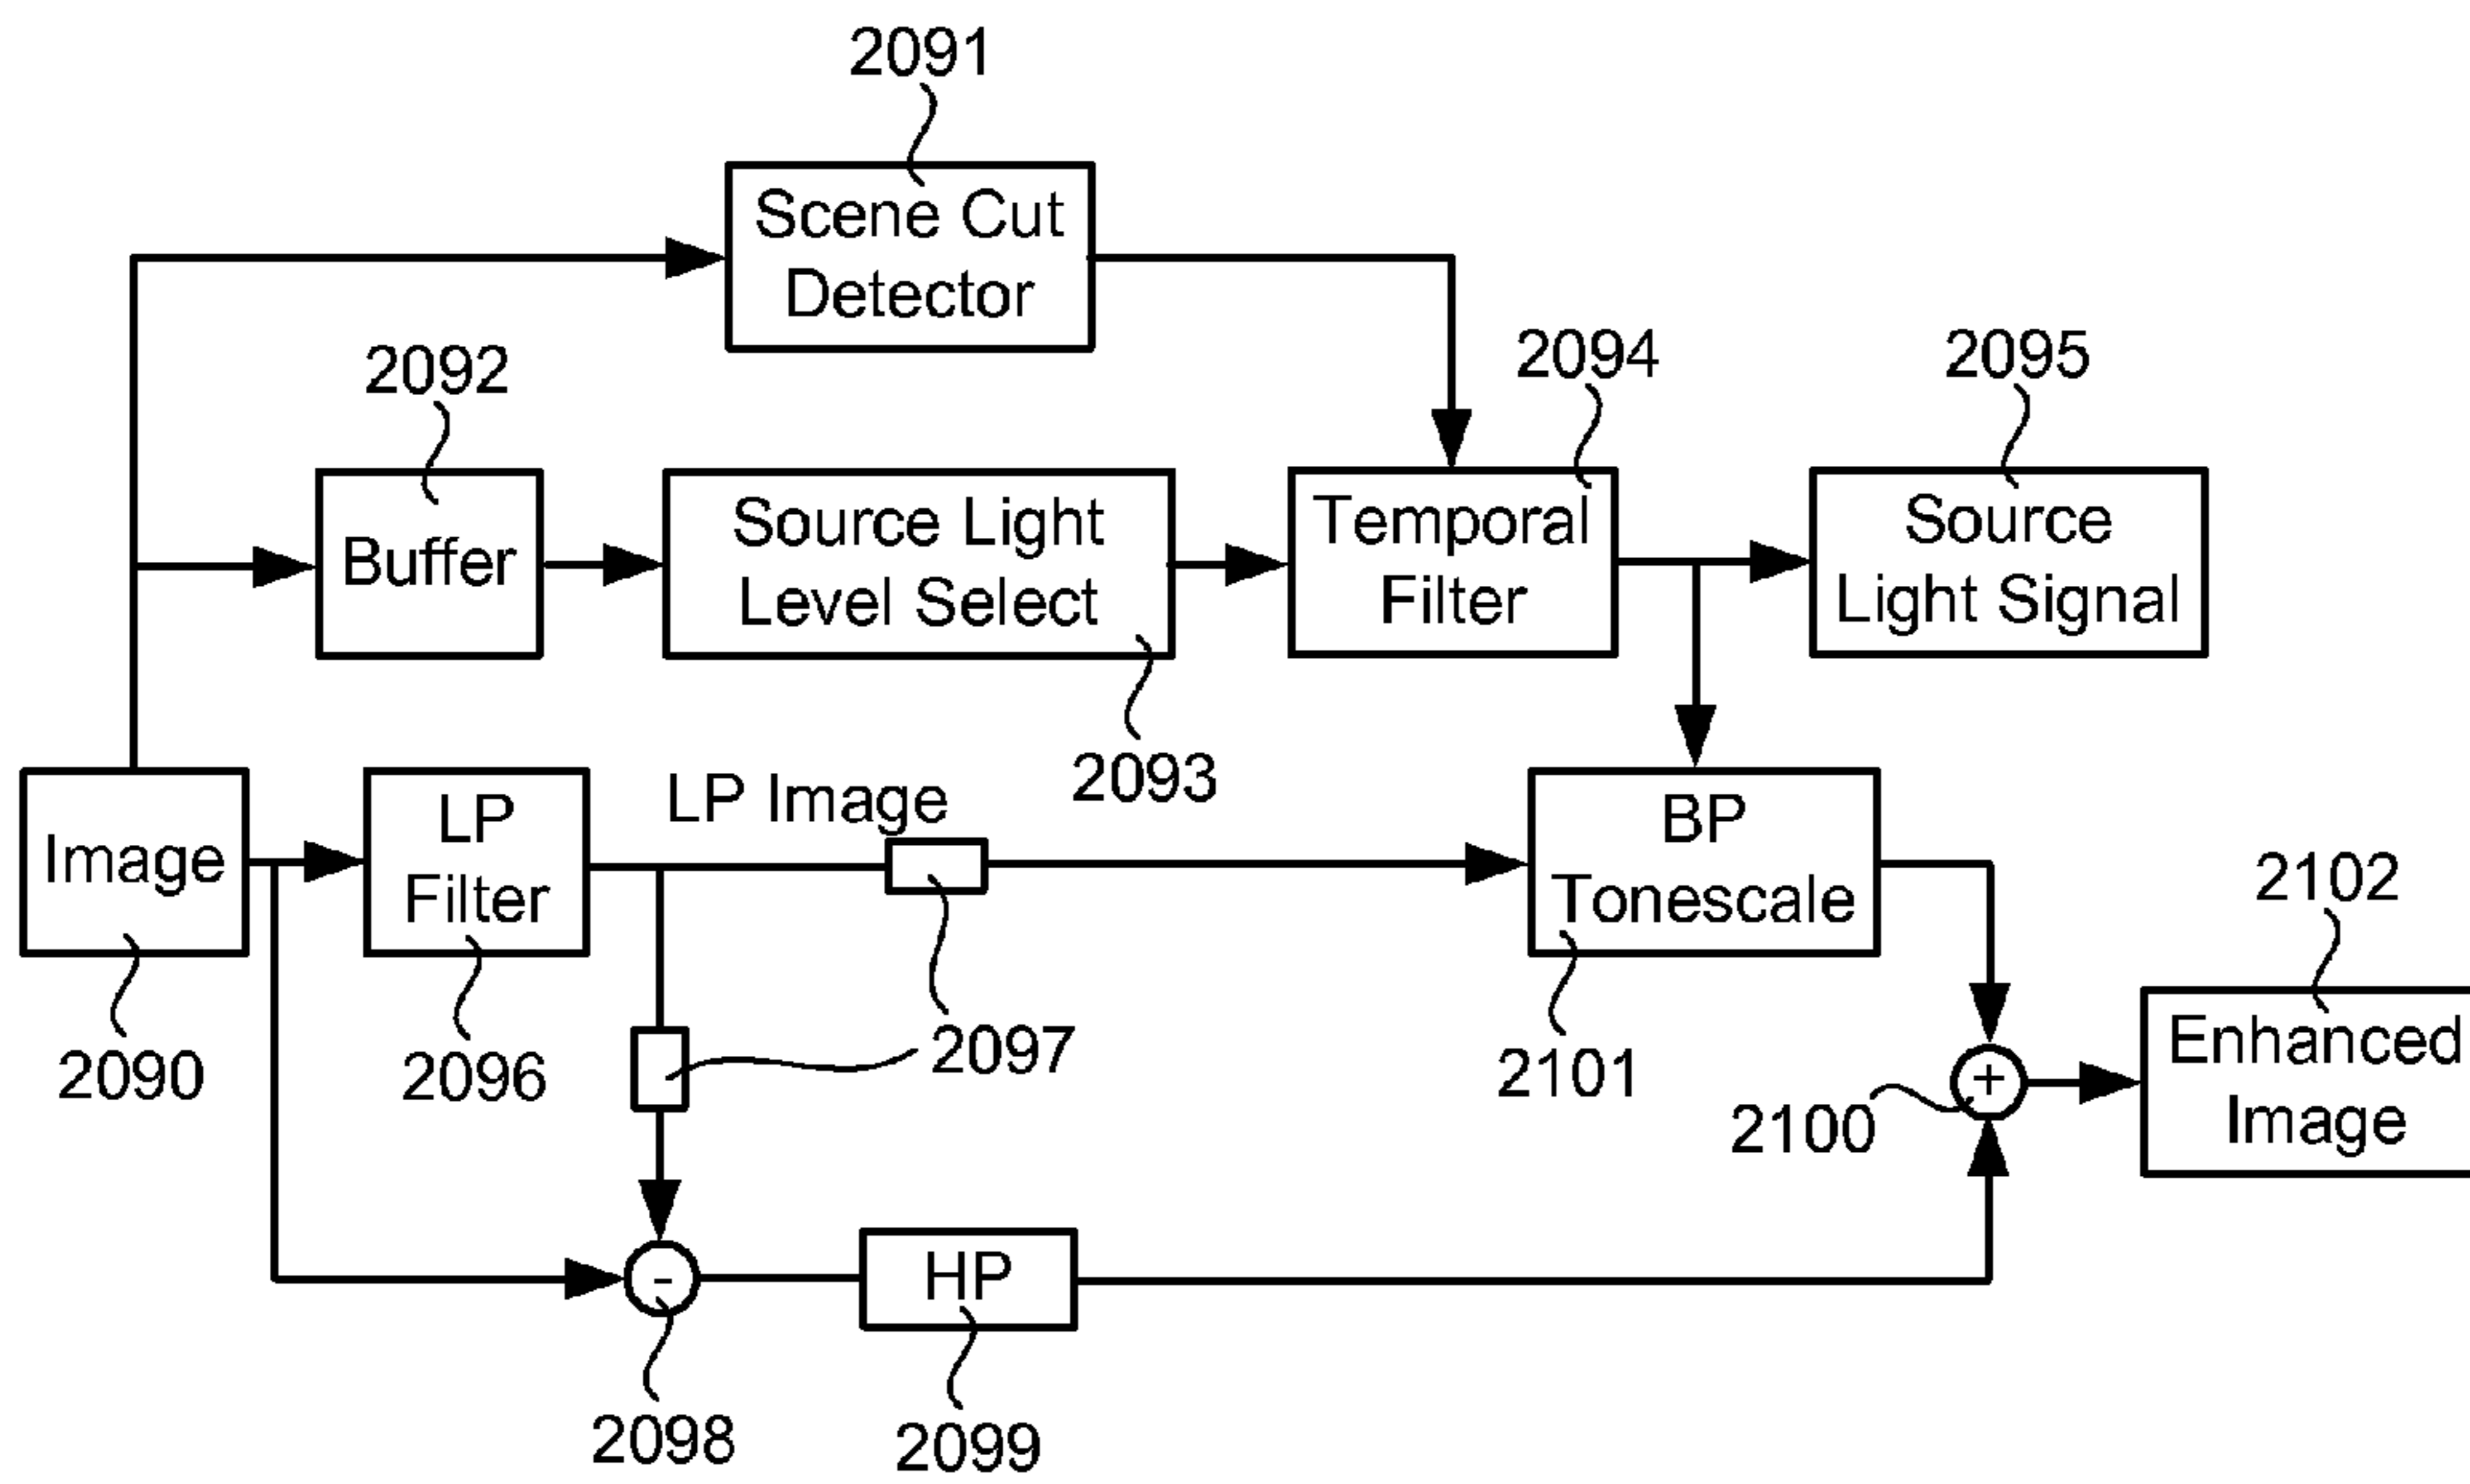 2091
Scene Cut
Detector
2092
2094
2095
Buffer
Source Light
Level Select
Temporal
Filter
Source
Light Signal
2093
Image
LP
Filter
LP Image
BP
Tonescale
2102
2090
2096
2097
2101
2100
+
Enhanced
Image
-
HP
2098
2099